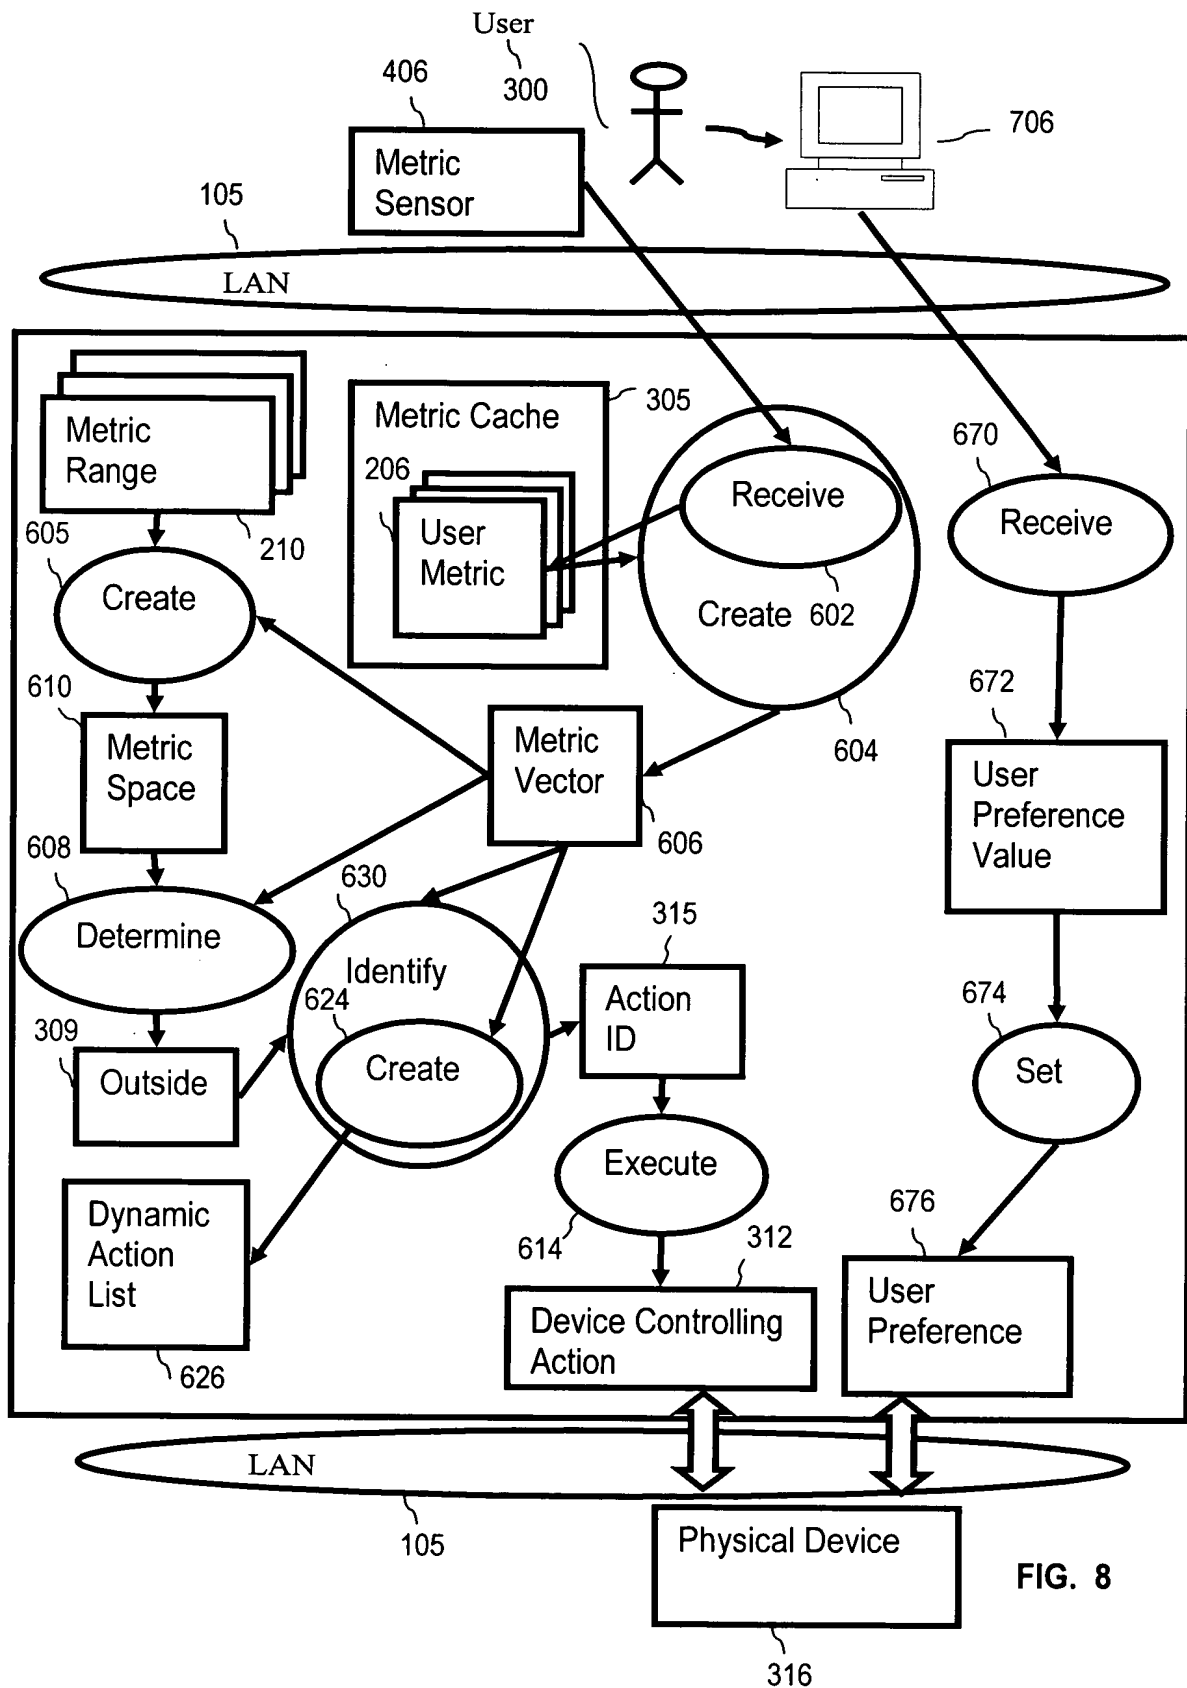 User
300
406
706
Metric
Sensor
105
LAN
Metric
Range
210
Metric Cache
305
206
User
Metric
Receive
602
Create
604
670
Receive
605
Create
610
Metric
Space
Metric
Vector
606
672
User
Preference
Value
608
Determine
630
Identify
624
Create
315
Action
ID
674
Set
309
Outside
Execute
614
Dynamic
Action
List
626
312
Device Controlling
Action
676
User
Preference
LAN
105
Physical Device
316
FIG. 8